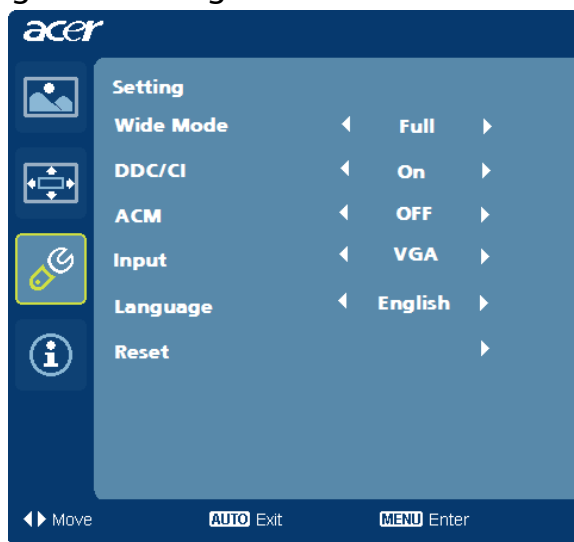 acer
Setting
Wide Mode Full
DDC/CI On
ACM OFF
Input VGA
Language English
Reset
Move AUTO Exit MENU Enter